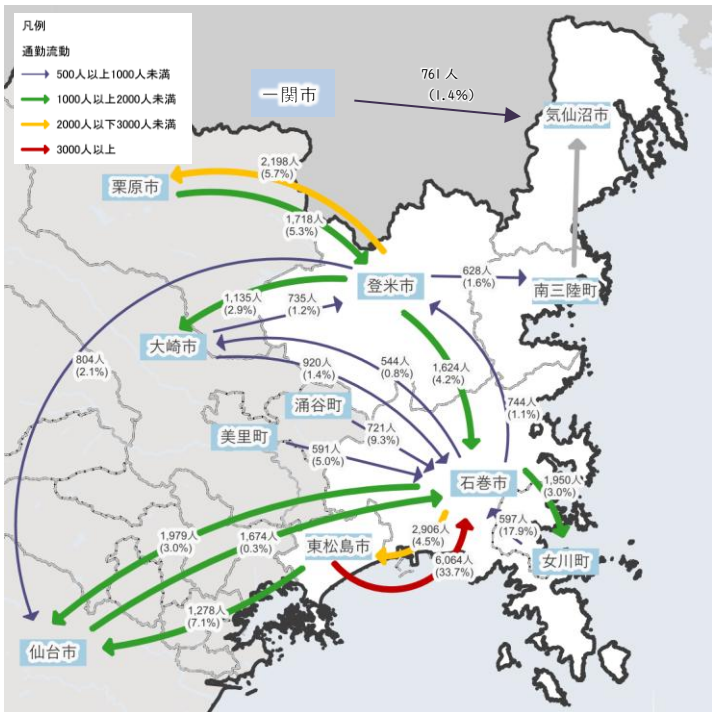 凡例
通勤流動
500人以上1000人未満
1000人以上2000人未満
2000人以下3000人未満
3000人以上
761人
(1.4%)
一関市
気仙沼市
2,198人
(5.7%)
栗原市
1,718人
(5.3%)
登米市
628人
(1.6%)
南三陸町
1,135人
(2.9%)
735人
(1.2%)
大崎市
804人
(2.1%)
920人
(1.4%)
544人
(0.8%)
1,624人
(4.2%)
744人
(1.1%)
涌谷町
721人
(9.3%)
美里町
591人
(5.0%)
石巻市
1,950人
(3.0%)
597人
(17.9%)
女川町
1,979人
(3.0%)
1,674人
(0.3%)
東松島市
2,906人
(4.5%)
6,064人
(33.7%)
1,278人
(7.1%)
仙台市